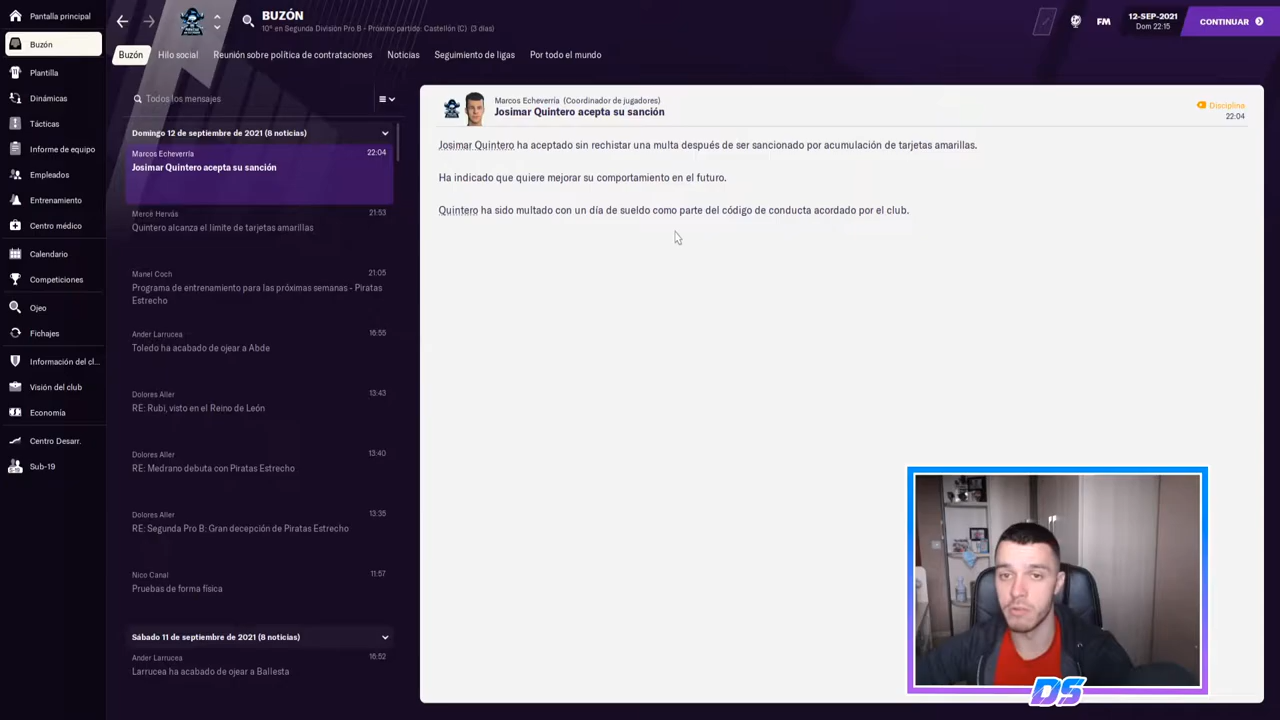 Pantalla principal
Buzón
Plantilla
Dinámicas
Tácticas
Informe de equipo
Empleados
Entrenamiento
Centro médico
Calendario
Competiciones
Ojeo
Fichajes
Información del cl...
Visión del club
Economía
Centro Desarr.
Sub-19
BUZÓN
10º en Segunda División Pro B - Próximo partido: Castellón (C) (3 días)
FM
12-SEP-2021
Dom 22:15
CONTINUAR
Buzón
Hilo social
Reunión sobre política de contrataciones
Noticias
Seguimiento de ligas
Por todo el mundo
Todos los mensajes
Domingo 12 de septiembre de 2021 (8 noticias)
Marcos Echeverría 22:04
Josimar Quintero acepta su sanción
Mercè Hervás 21:53
Quintero alcanza el límite de tarjetas amarillas
Manel Coch 21:05
Programa de entrenamiento para las próximas semanas - Piratas
Estrecho
Ander Larrucea 16:55
Toledo ha acabado de ojear a Abde
Dolores Aller 13:43
RE: Rubi, visto en el Reino de León
Dolores Aller 13:40
RE: Medrano debuta con Piratas Estrecho
Dolores Aller 13:35
RE: Segunda Pro B: Gran decepción de Piratas Estrecho
Nico Canal 11:57
Pruebas de forma física
Sábado 11 de septiembre de 2021 (8 noticias)
Ander Larrucea 16:52
Larrucea ha acabado de ojear a Ballesta
Marcos Echeverría (Coordinador de jugadores)
Josimar Quintero acepta su sanción
Disciplina
22:04
Josimar Quintero ha aceptado sin rechistar una multa después de ser sancionado por acumulación de tarjetas amarillas.
Ha indicado que quiere mejorar su comportamiento en el futuro.
Quintero ha sido multado con un día de sueldo como parte del código de conducta acordado por el club.
DS